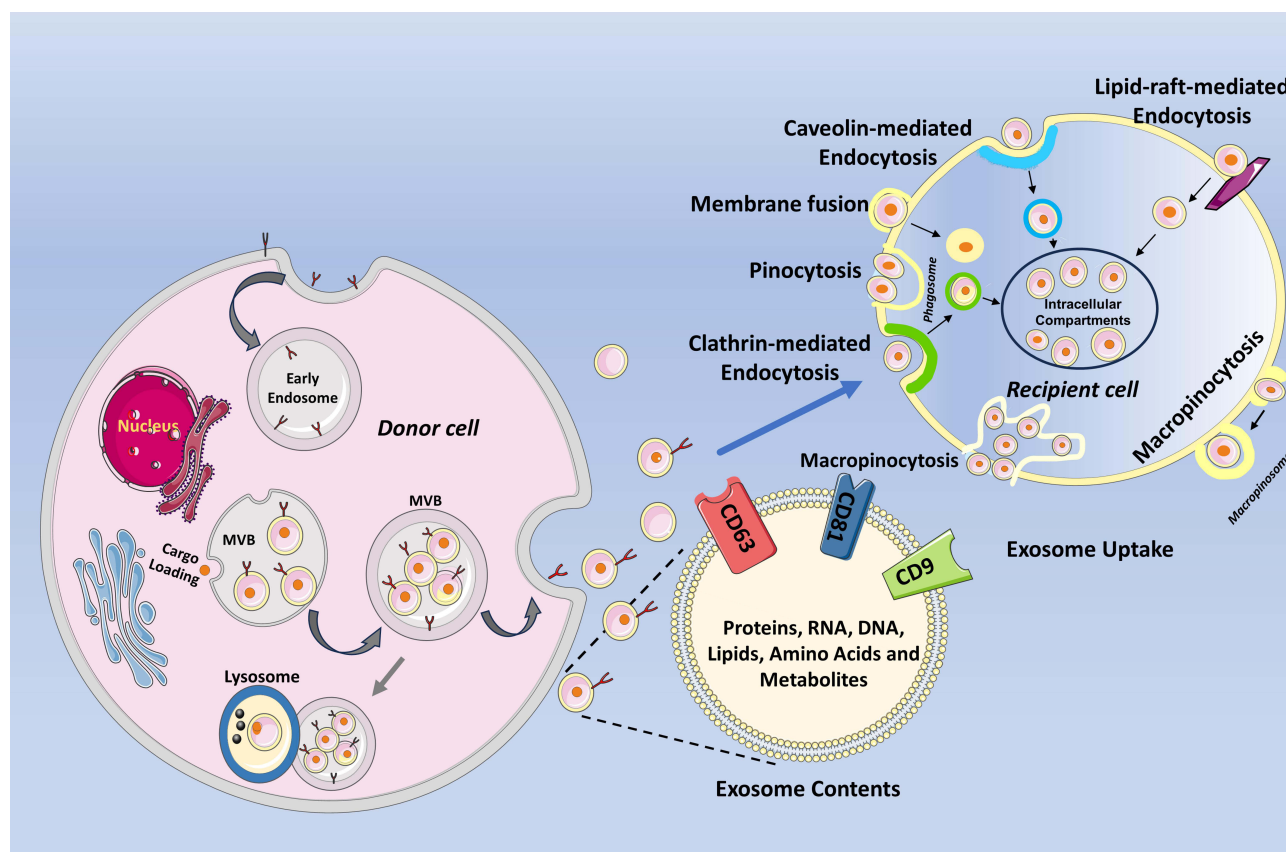 Lipid-raft-mediated
Endocytosis
Caveolin-mediated
Endocytosis
Membrane fusion
Pinocytosis
Phagosome
Clathrin-mediated
Endocytosis
Intracellular
Compartments
Recipient cell
Macropinocytosis
Macropinosome
Macropinocytosis
Exosome Uptake
Early
Endosome
Nucleus
Donor cell
MVB
MVB
Cargo
Loading
Lysosome
CD63
CD81
CD9
Proteins, RNA, DNA,
Lipids, Amino Acids and
Metabolites
Exosome Contents